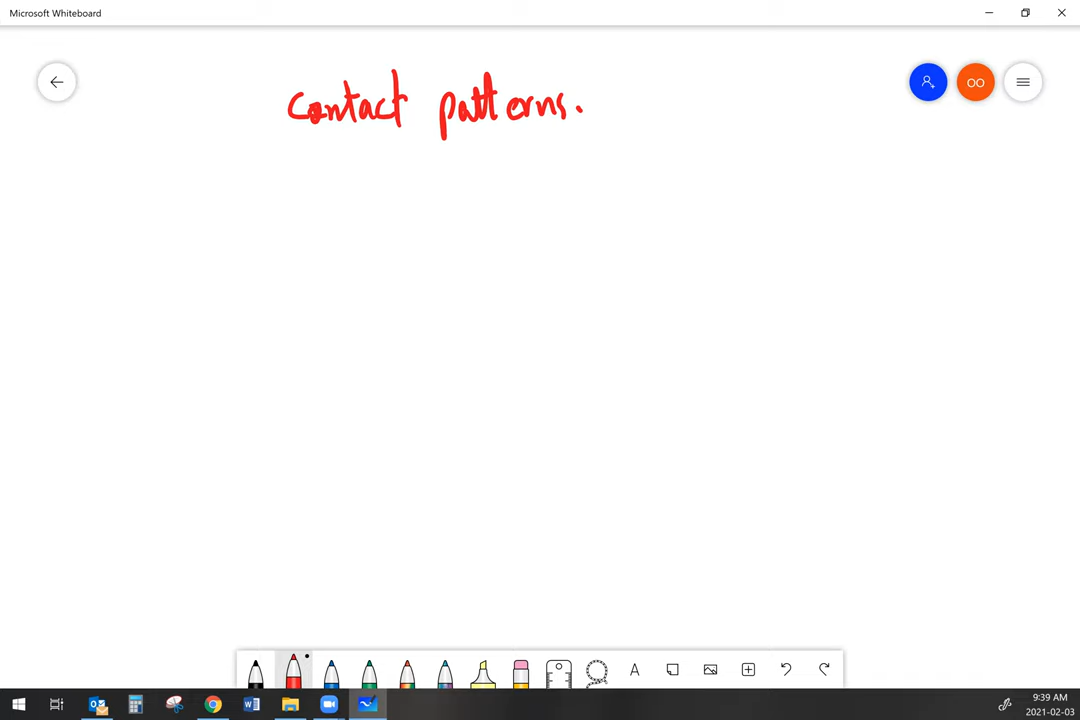 Microsoft Whiteboard
contact patterns.
OO
A
9:39 AM
2021-02-03